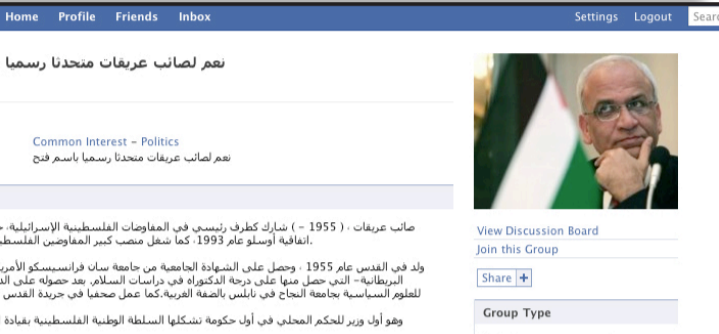 Home Profile Friends Inbox Settings Logout
نعم لصائب عريقات متحدثا رسميا
Common Interest – Politics
نعم لصائب عريقات متحدثا رسميا باسم فتح
صائب عريقات ، ( 1955 - ) شارك كطرف رئيسي في المفاوضات الفلسطينية الإسرائيلية،
اتفاقية أوسلو عام 1993، كما شغل منصب كبير المفاوضين
ولد في القدس عام 1955 ، وحصل على الشهادة الجامعية من جامعة سان فرانسيسكو
البريطانية- التي حصل منها على درجة الدكتوراه في دراسات السلام. بعد حصوله على
للعلوم السياسية بجامعة النجاح في نابلس بالضفة الغربية.كما عمل صحفيا في جريدة القدس
وهو أول وزير للحكم المحلي في أول حكومة تشكلها السلطة الوطنية الفلسطينية بقيادة
View Discussion Board
Join this Group
Share +
Group Type